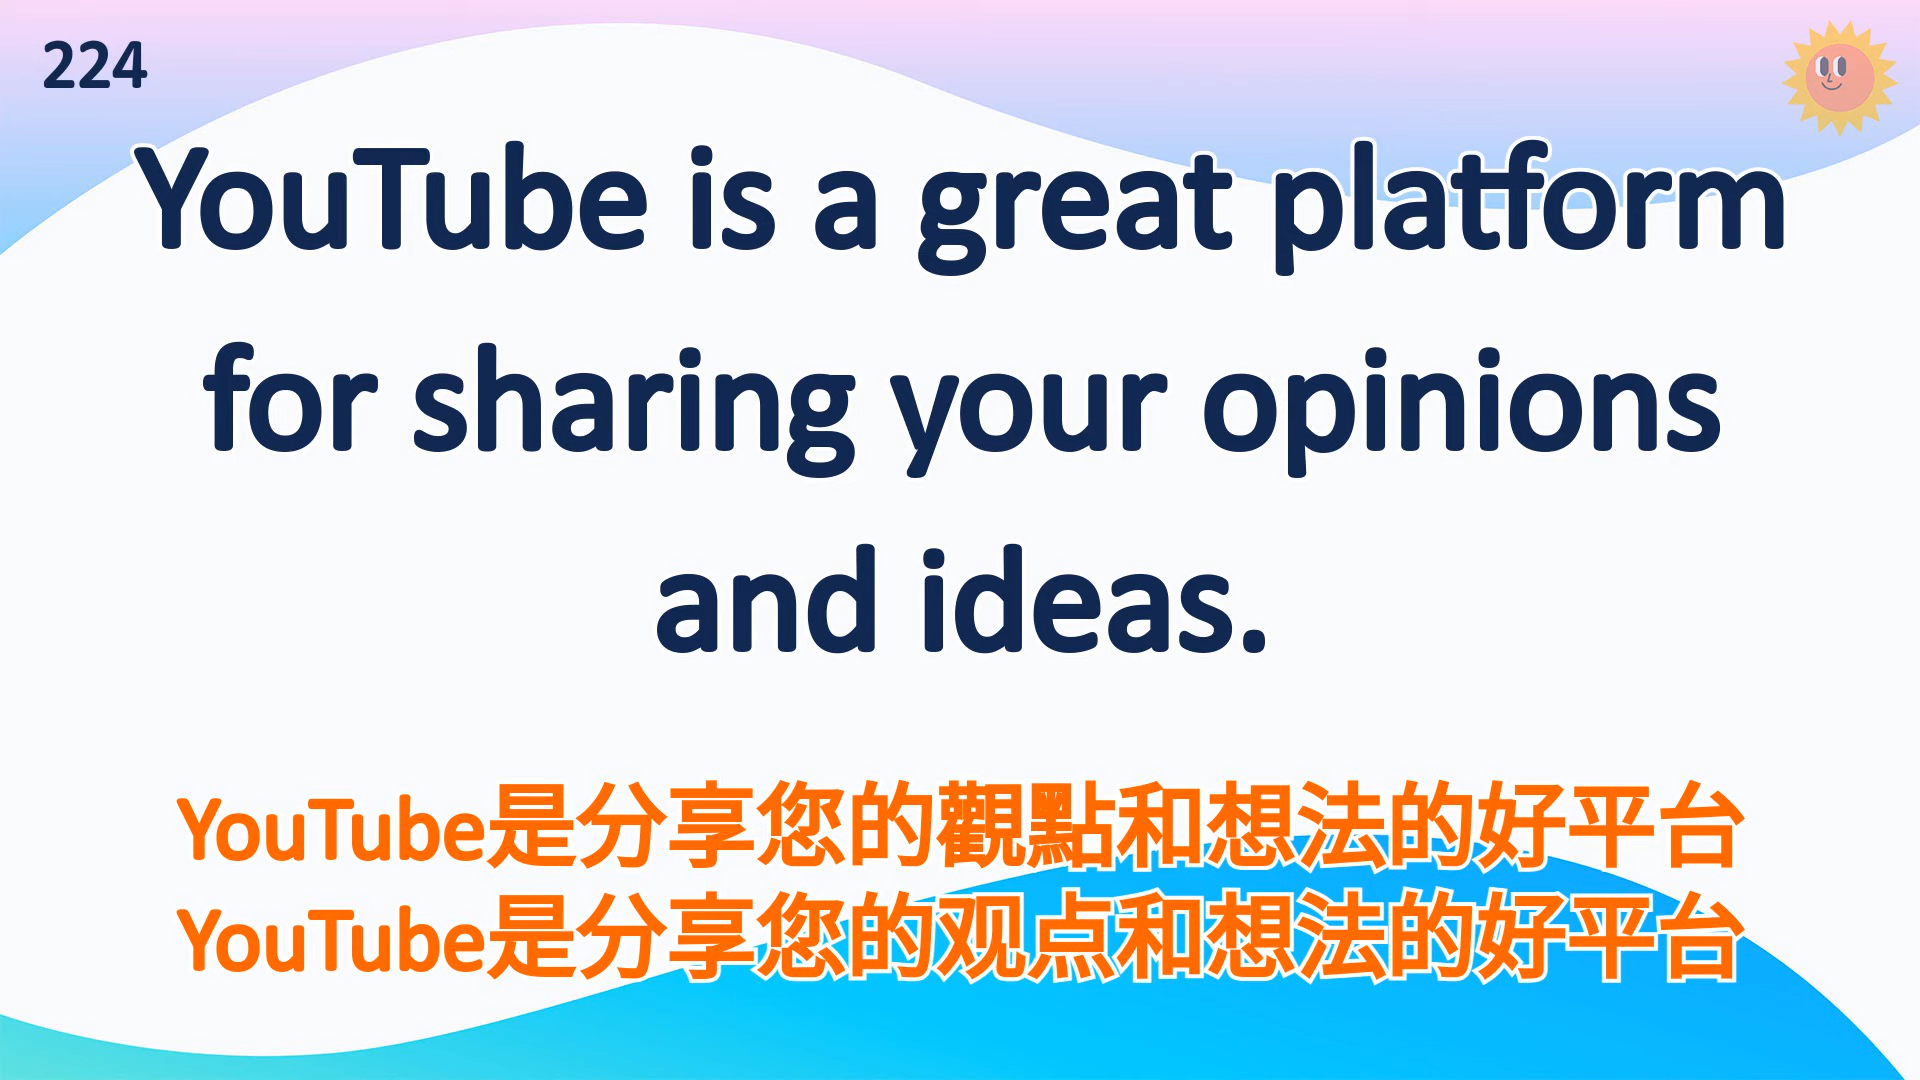 224
YouTube is a great platform
for sharing your opinions
and ideas.
YouTube是分享您的觀點和想法的好平台
YouTube是分享您的观点和想法的好平台